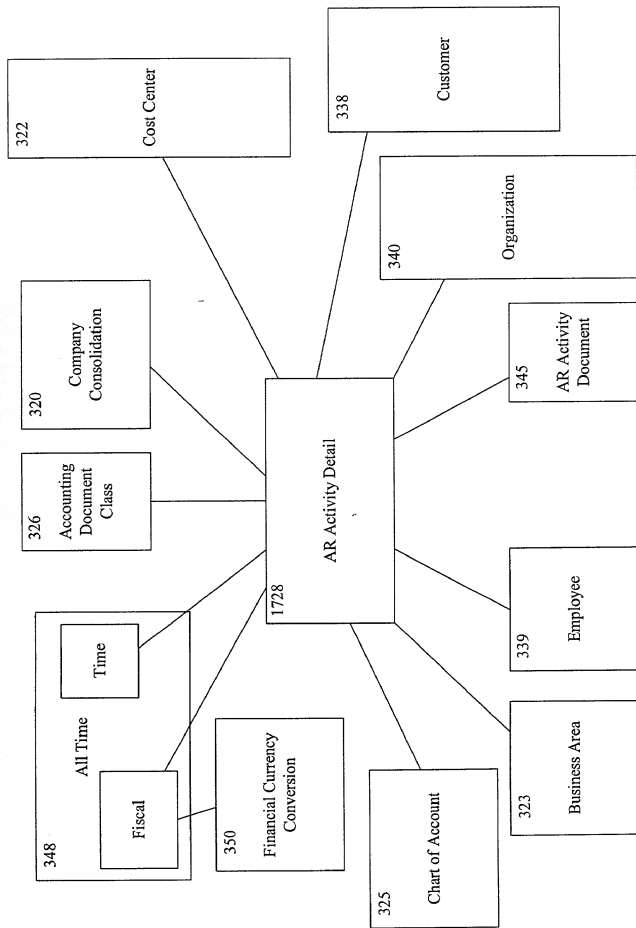 348
All Time
Fiscal
Time
350
Financial Currency
Conversion
326
Accounting
Document
Class
320
Company
Consolidation
322
Cost Center
1728
AR Activity Detail
338
Customer
340
Organization
345
AR Activity
Document
339
Employee
323
Business Area
325
Chart of Account